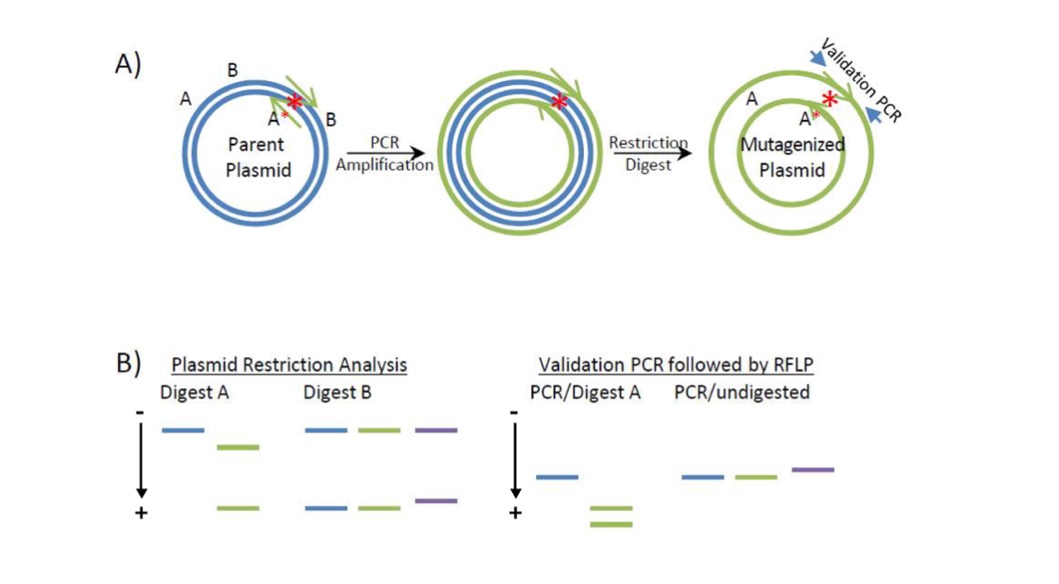 A)
B
A
B
A*
Parent
Plasmid
PCR
Amplification
*
*
Restriction
Digest
Validation PCR
A
*
A*
Mutagenized
Plasmid
B)
Plasmid Restriction Analysis
Digest A
Digest B
-
+
Validation PCR followed by RFLP
PCR/Digest A
PCR/undigested
-
+